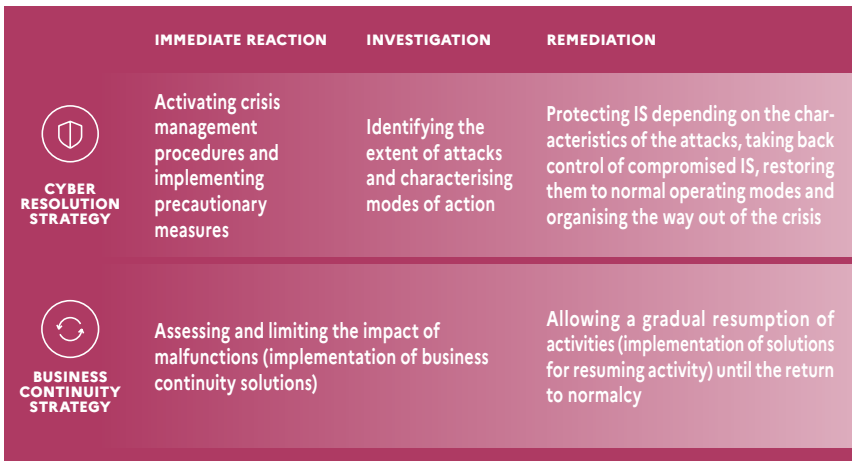 IMMEDIATE REACTION
INVESTIGATION
REMEDIATION
CYBER
RESOLUTION
STRATEGY
Activating crisis
management
procedures and
implementing
precautionary
measures
Identifying the
extent of attacks
and characterising
modes of action
Protecting IS depending on the char-
acteristics of the attacks, taking back
control of compromised IS, restoring
them to normal operating modes and
organising the way out of the crisis
BUSINESS
CONTINUITY
STRATEGY
Assessing and limiting the impact of
malfunctions (implementation of business
continuity solutions)
Allowing a gradual resumption of
activities (implementation of solutions
for resuming activity) until the return
to normalcy